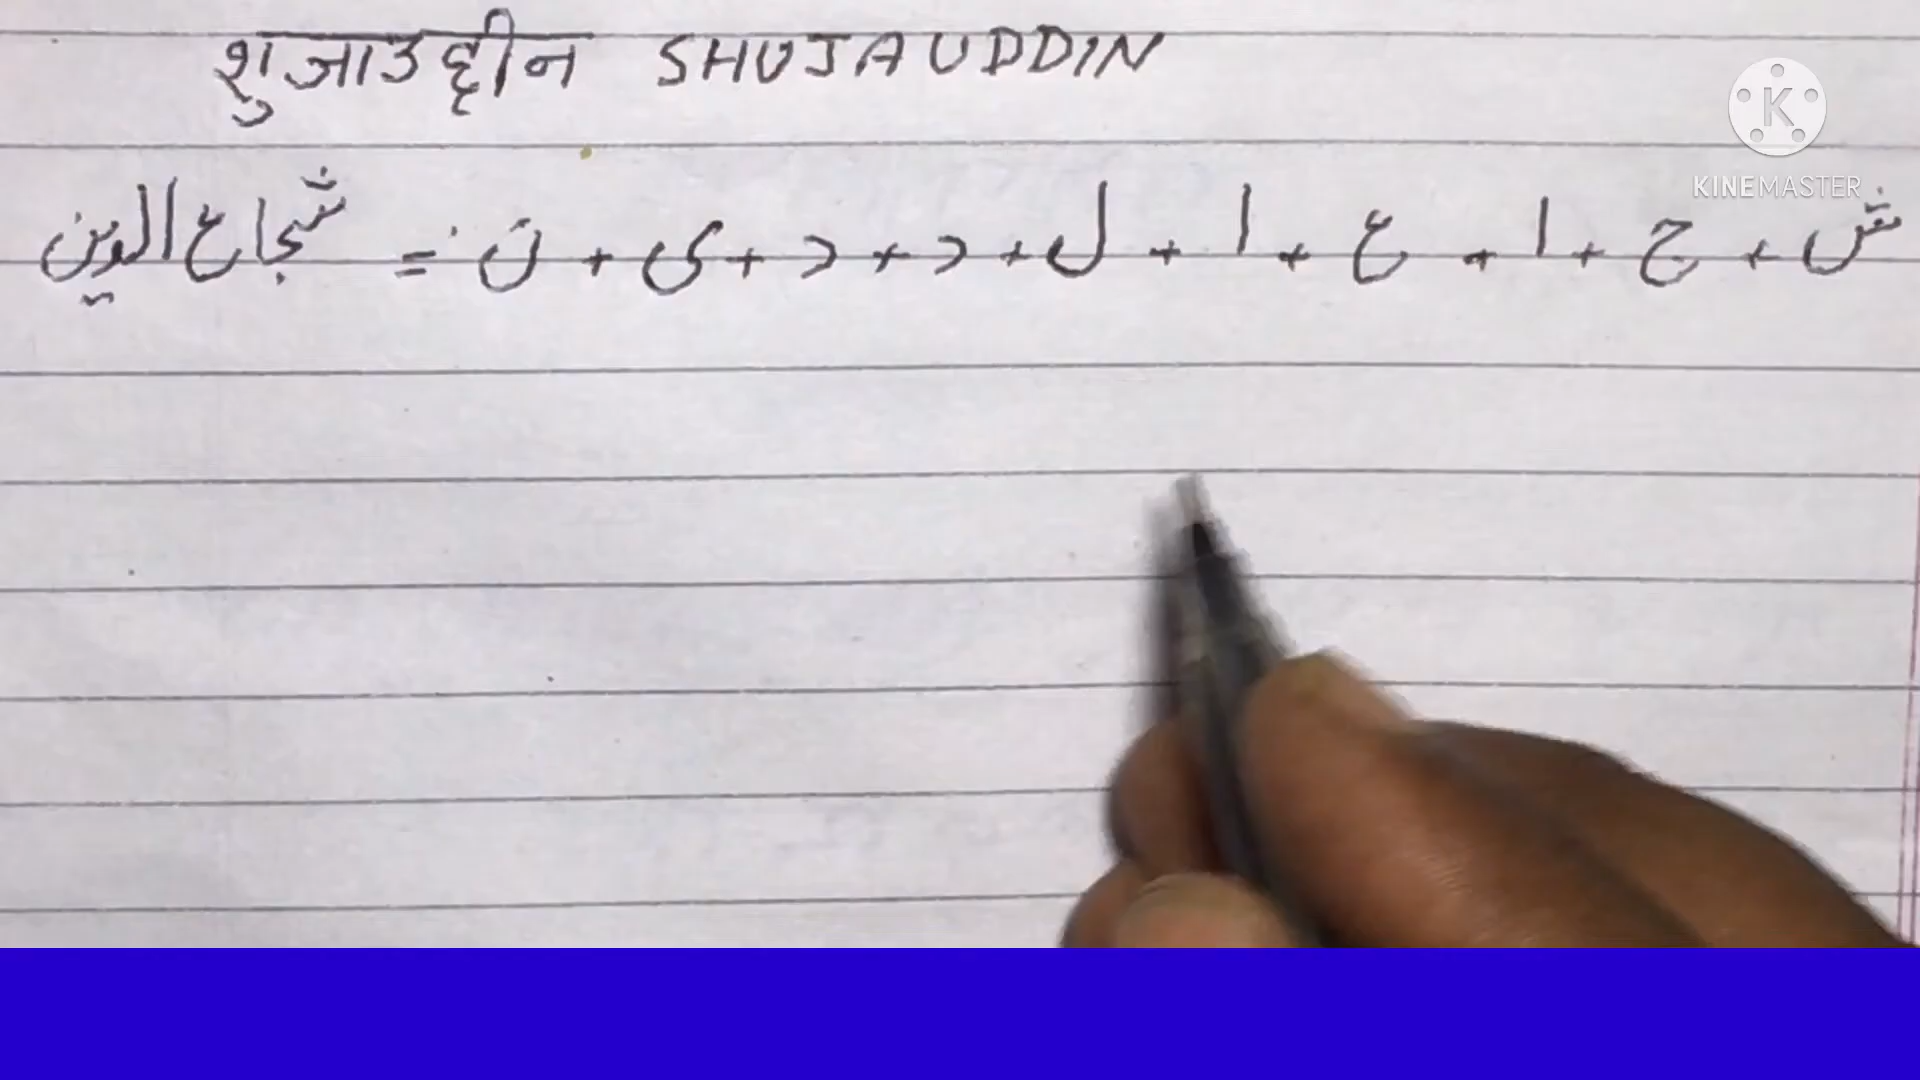 शुजाउद्दीन SHUJAUDDIN
ش + ج + ا + ع + ا + ل + د + د + ی + ن = شجاع الدین
KINEMASTER